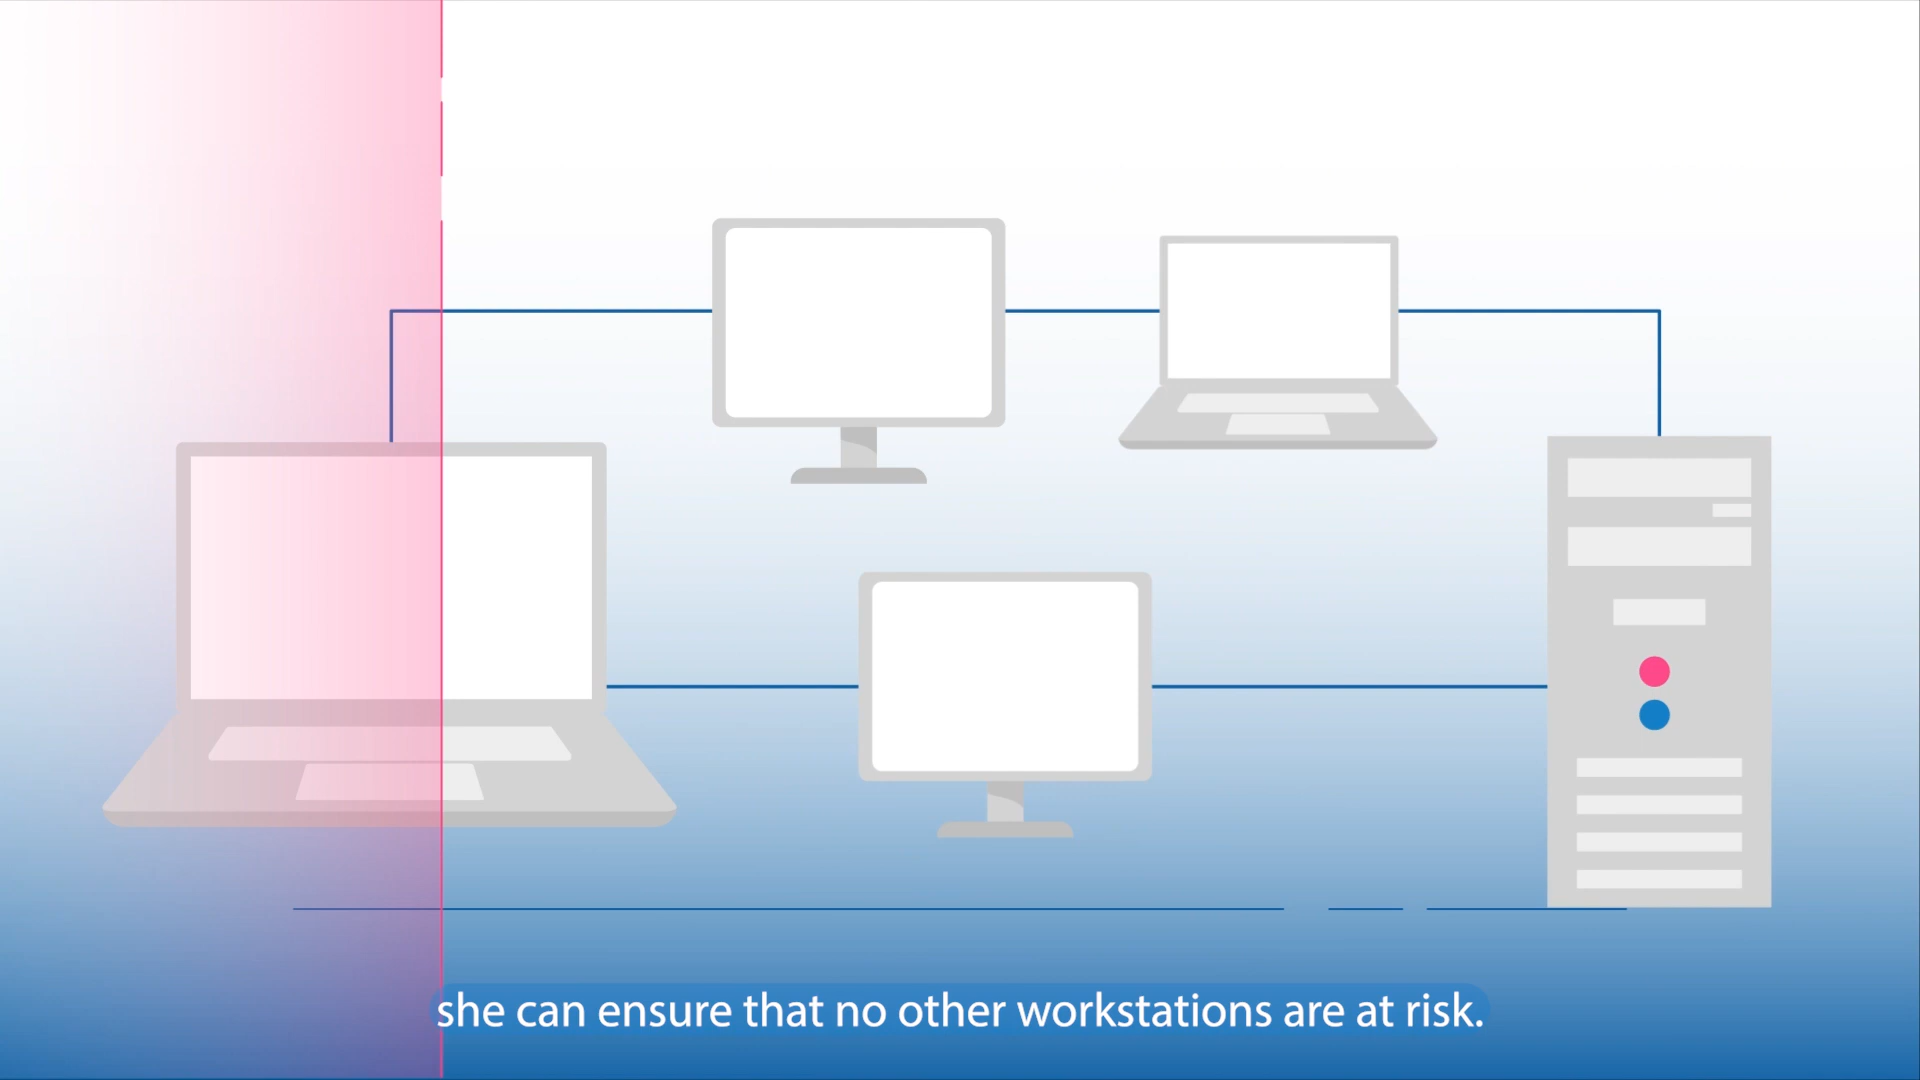 she can ensure that no other workstations are at risk.